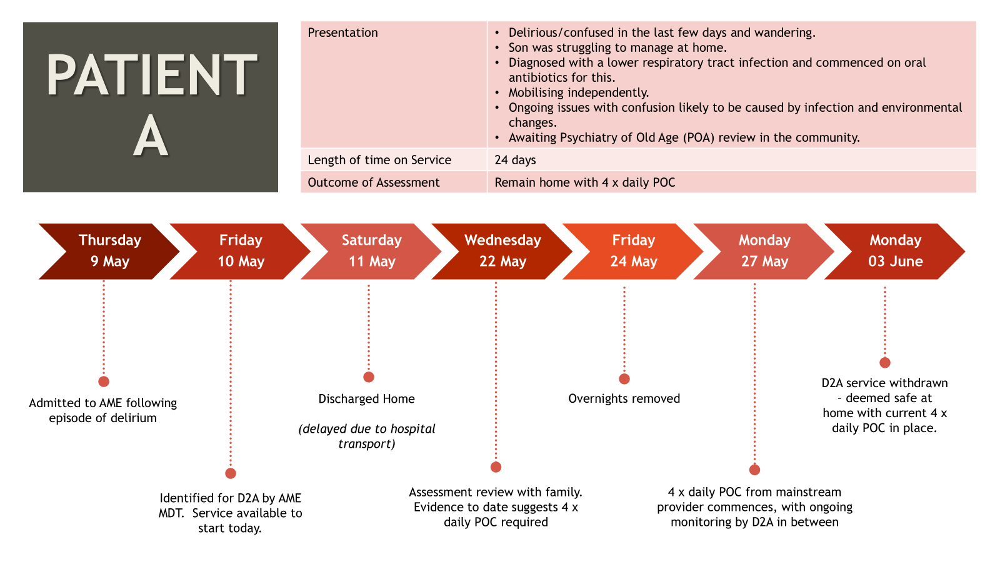 PATIENT
A
Presentation
• Delirious/confused in the last few days and wandering.
• Son was struggling to manage at home.
• Diagnosed with a lower respiratory tract infection and commenced on oral
antibiotics for this.
• Mobilising independently.
• Ongoing issues with confusion likely to be caused by infection and environmental
changes.
• Awaiting Psychiatry of Old Age (POA) review in the community.
Length of time on Service
24 days
Outcome of Assessment
Remain home with 4 x daily POC
Thursday
9 May
Friday
10 May
Saturday
11 May
Wednesday
22 May
Friday
24 May
Monday
27 May
Monday
03 June
Admitted to AME following
episode of delirium
Identified for D2A by AME
MDT.  Service available to
start today.
Discharged Home
(delayed due to hospital
transport)
Assessment review with family.
Evidence to date suggests 4 x
daily POC required
Overnights removed
4 x daily POC from mainstream
provider commences, with ongoing
monitoring by D2A in between
D2A service withdrawn
– deemed safe at
home with current 4 x
daily POC in place.